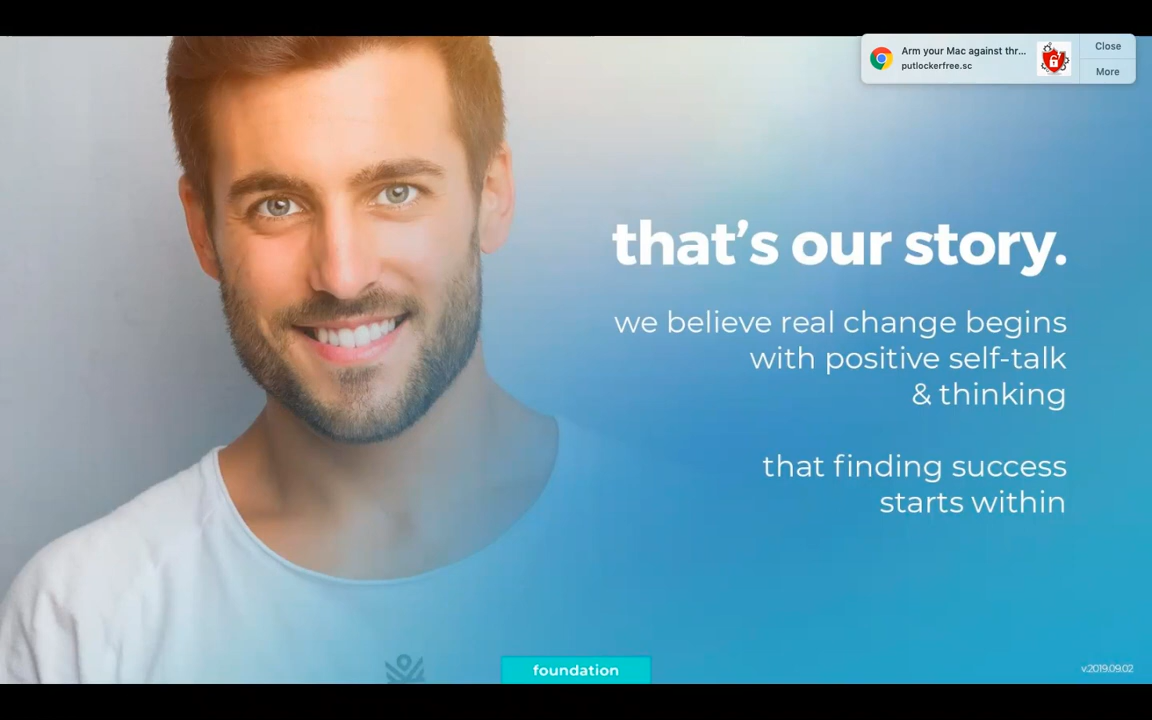 Arm your Mac against thr...
putlockerfree.sc
Close
More
that's our story.
we believe real change begins
with positive self-talk
& thinking
that finding success
starts within
foundation
v.2019.09.02